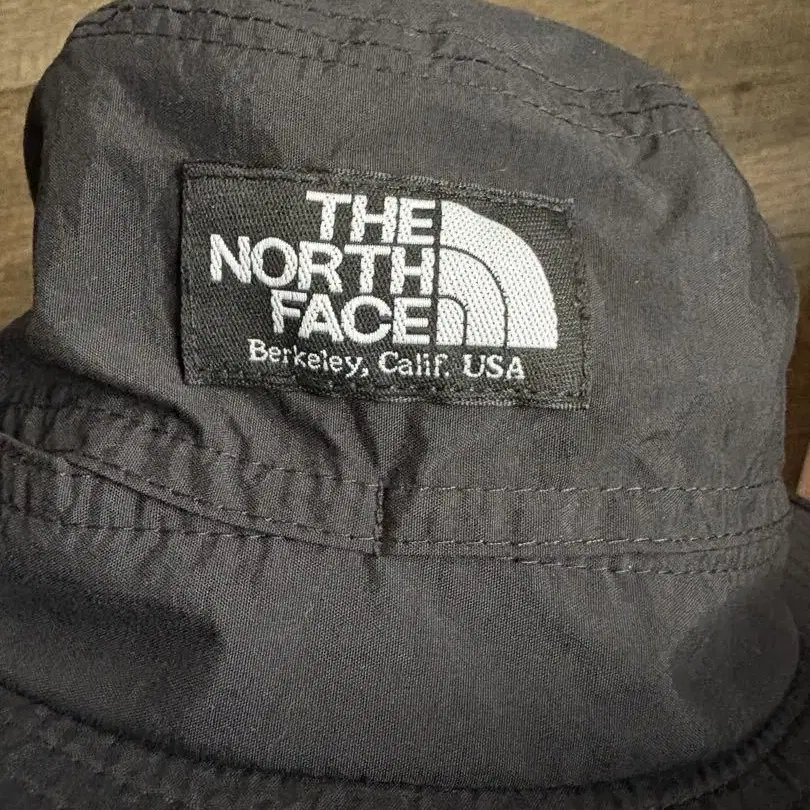 THE
NORTH
FACE
Berkeley, Calif. USA